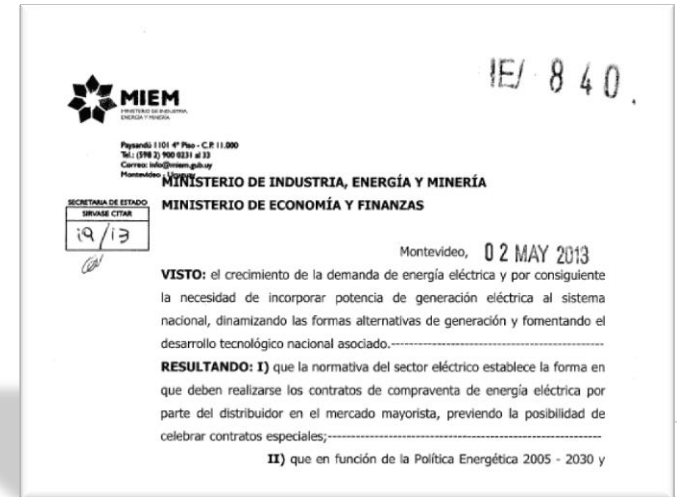 IE/ 840.
MIEM
MINISTERIO DE INDUSTRIA,
ENERGÍA Y MINERÍA
Paysandú 1101 4º Piso - C.P. 11.000
Tel.: (598 2) 900 0231 al 33
Correo: info@miem.gub.uy
Montevideo - Uruguay
MINISTERIO DE INDUSTRIA, ENERGÍA Y MINERÍA
SECRETARIA DE ESTADO
SIRVASE CITAR
19/13
MINISTERIO DE ECONOMÍA Y FINANZAS
Montevideo, 02 MAY 2013
VISTO: el crecimiento de la demanda de energía eléctrica y por consiguiente
la necesidad de incorporar potencia de generación eléctrica al sistema
nacional, dinamizando las formas alternativas de generación y fomentando el
desarrollo tecnológico nacional asociado.---------------------------------------------
RESULTANDO: I) que la normativa del sector eléctrico establece la forma en
que deben realizarse los contratos de compraventa de energía eléctrica por
parte del distribuidor en el mercado mayorista, previendo la posibilidad de
celebrar contratos especiales;----------------------------------------------------------
II) que en función de la Política Energética 2005 - 2030 y